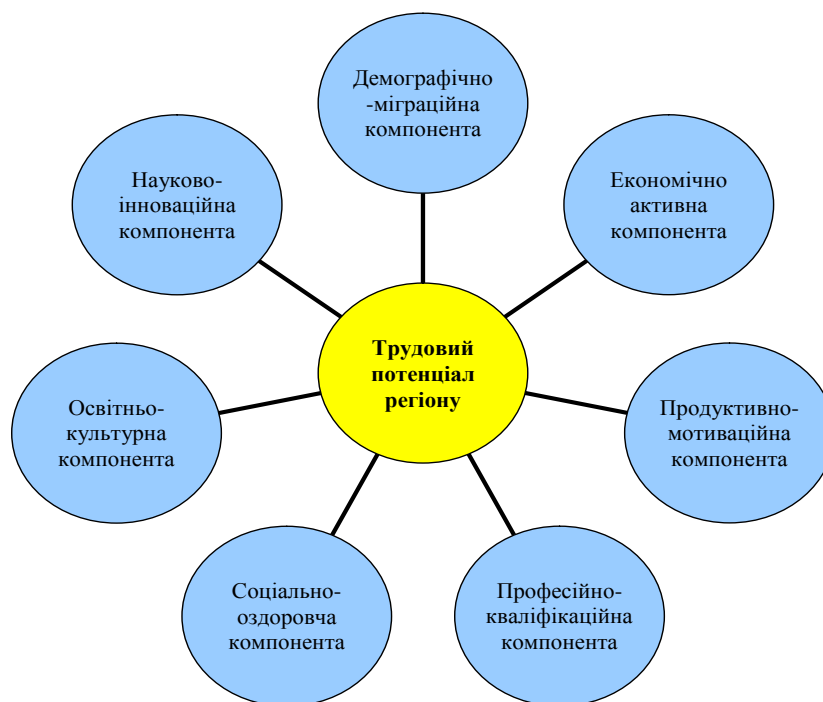 Демографічно
-міграційна
компонента
Науково-
інноваційна
компонента
Економічно
активна
компонента
Трудовий
потенціал
регіону
Освітньо-
культурна
компонента
Продуктивно-
мотиваційна
компонента
Соціально-
оздоровча
компонента
Професійно-
кваліфікаційна
компонента